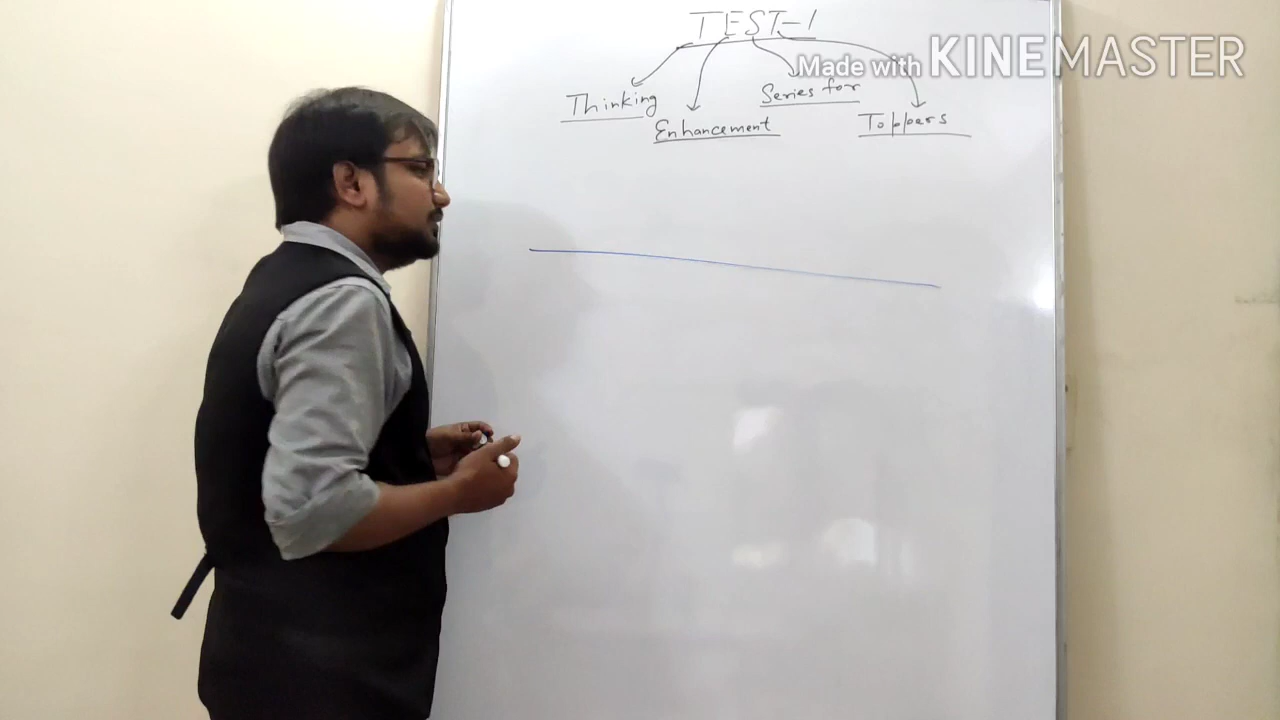 TEST-1
Made with KINEMASTER
Thinking
Enhancement
Series for
Toppers